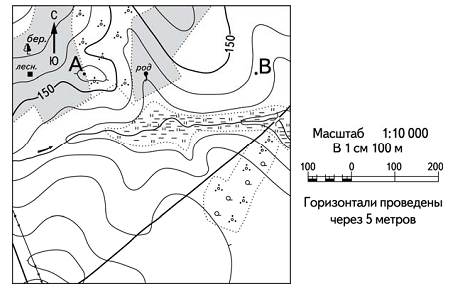 С
бер.
150
В
А
род
лесн.
150
Ю
Масштаб 1:10 000
В 1 см 100 м
100 0 100 200
Горизонтали проведены
через 5 метров